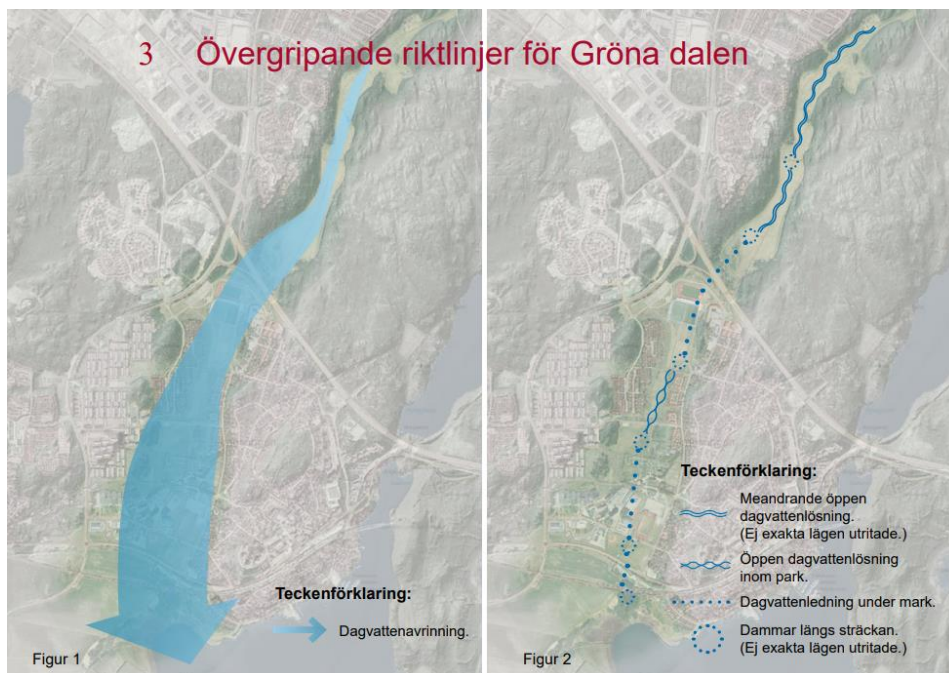 3 Övergripande riktlinjer för Gröna dalen
Teckenförklaring:
Dagvattenavrinning.
Figur 1
Teckenförklaring:
Meandrande öppen
dagvattenlösning.
(Ej exakta lägen utritade.)
Öppen dagvattenlösning
inom park.
Dagvattenledning under mark.
Dammar längs sträckan.
(Ej exakta lägen utritade.)
Figur 2